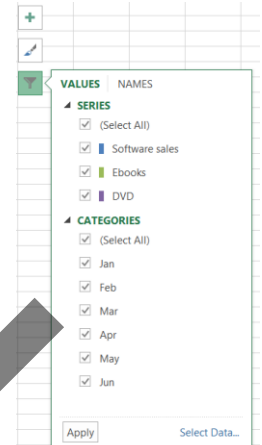 VALUES NAMES
SERIES
(Select All)
Software sales
Ebooks
DVD
CATEGORIES
(Select All)
Jan
Feb
Mar
Apr
May
Jun
Apply Select Data...